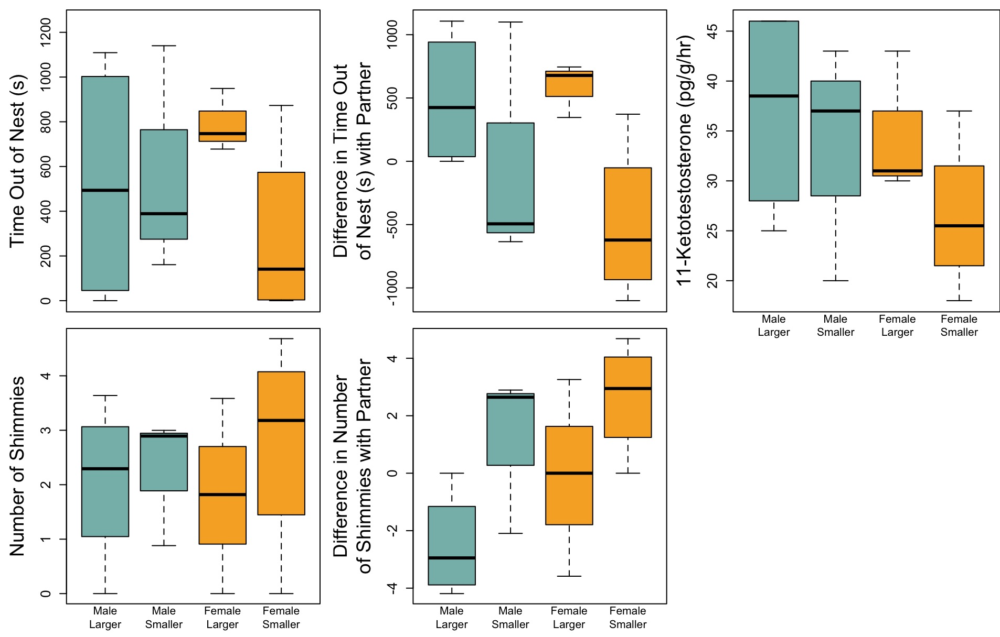 Time Out of Nest (s)
0
200
400
600
800
1000
1200
Difference in Time Out
of Nest (s) with Partner
-1000
-500
0
500
1000
11-Ketotestosterone (pg/g/hr)
20
25
30
35
40
45
Male
Larger
Male
Smaller
Female
Larger
Female
Smaller
Number of Shimmies
0
1
2
3
4
Male
Larger
Male
Smaller
Female
Larger
Female
Smaller
Difference in Number
of Shimmies with Partner
-4
-2
0
2
4
Male
Larger
Male
Smaller
Female
Larger
Female
Smaller